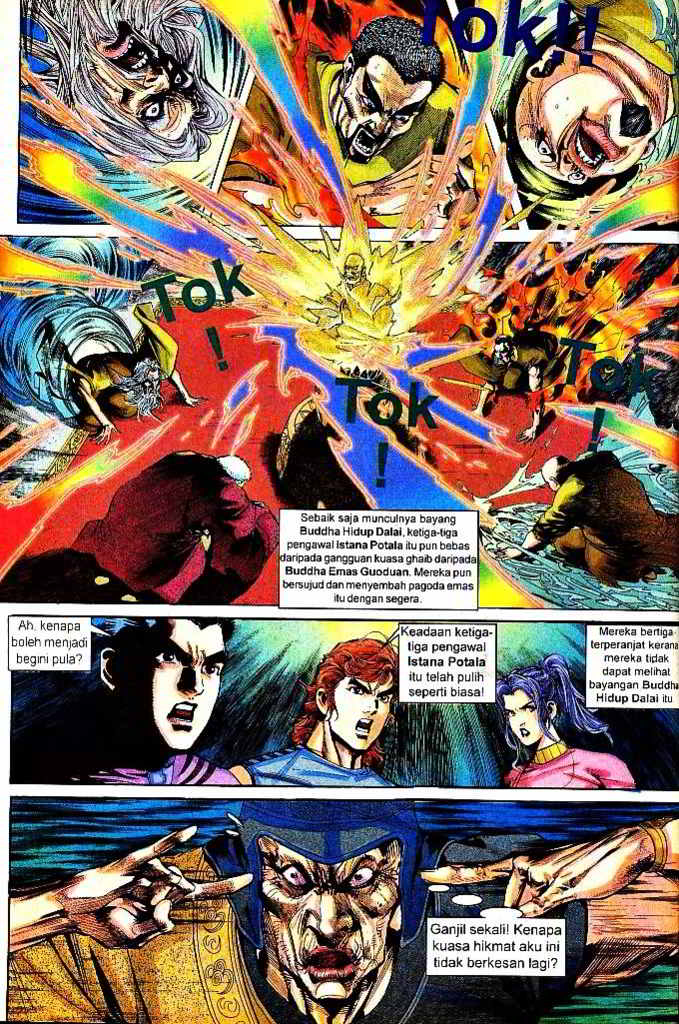 Tok!!
Tok
!
Tok
!
Tok
!
Sebaik saja munculnya bayang
Buddha Hidup Dalai, ketiga-tiga
pengawal Istana Potala itu pun bebas
daripada gangguan kuasa ghaib daripada
Buddha Emas Guoduan. Mereka pun
bersujud dan menyembah pagoda emas
itu dengan segera.
Ah, kenapa
boleh menjadi
begini pula?
Keadaan ketiga-
tiga pengawal
Istana Potala
itu telah pulih
seperti biasa!
Mereka bertiga
terperanjat kerana
mereka tidak
dapat melihat
bayangan Buddha
Hidup Dalai itu
Ganjil sekali! Kenapa
kuasa hikmat aku ini
tidak berkesan lagi?